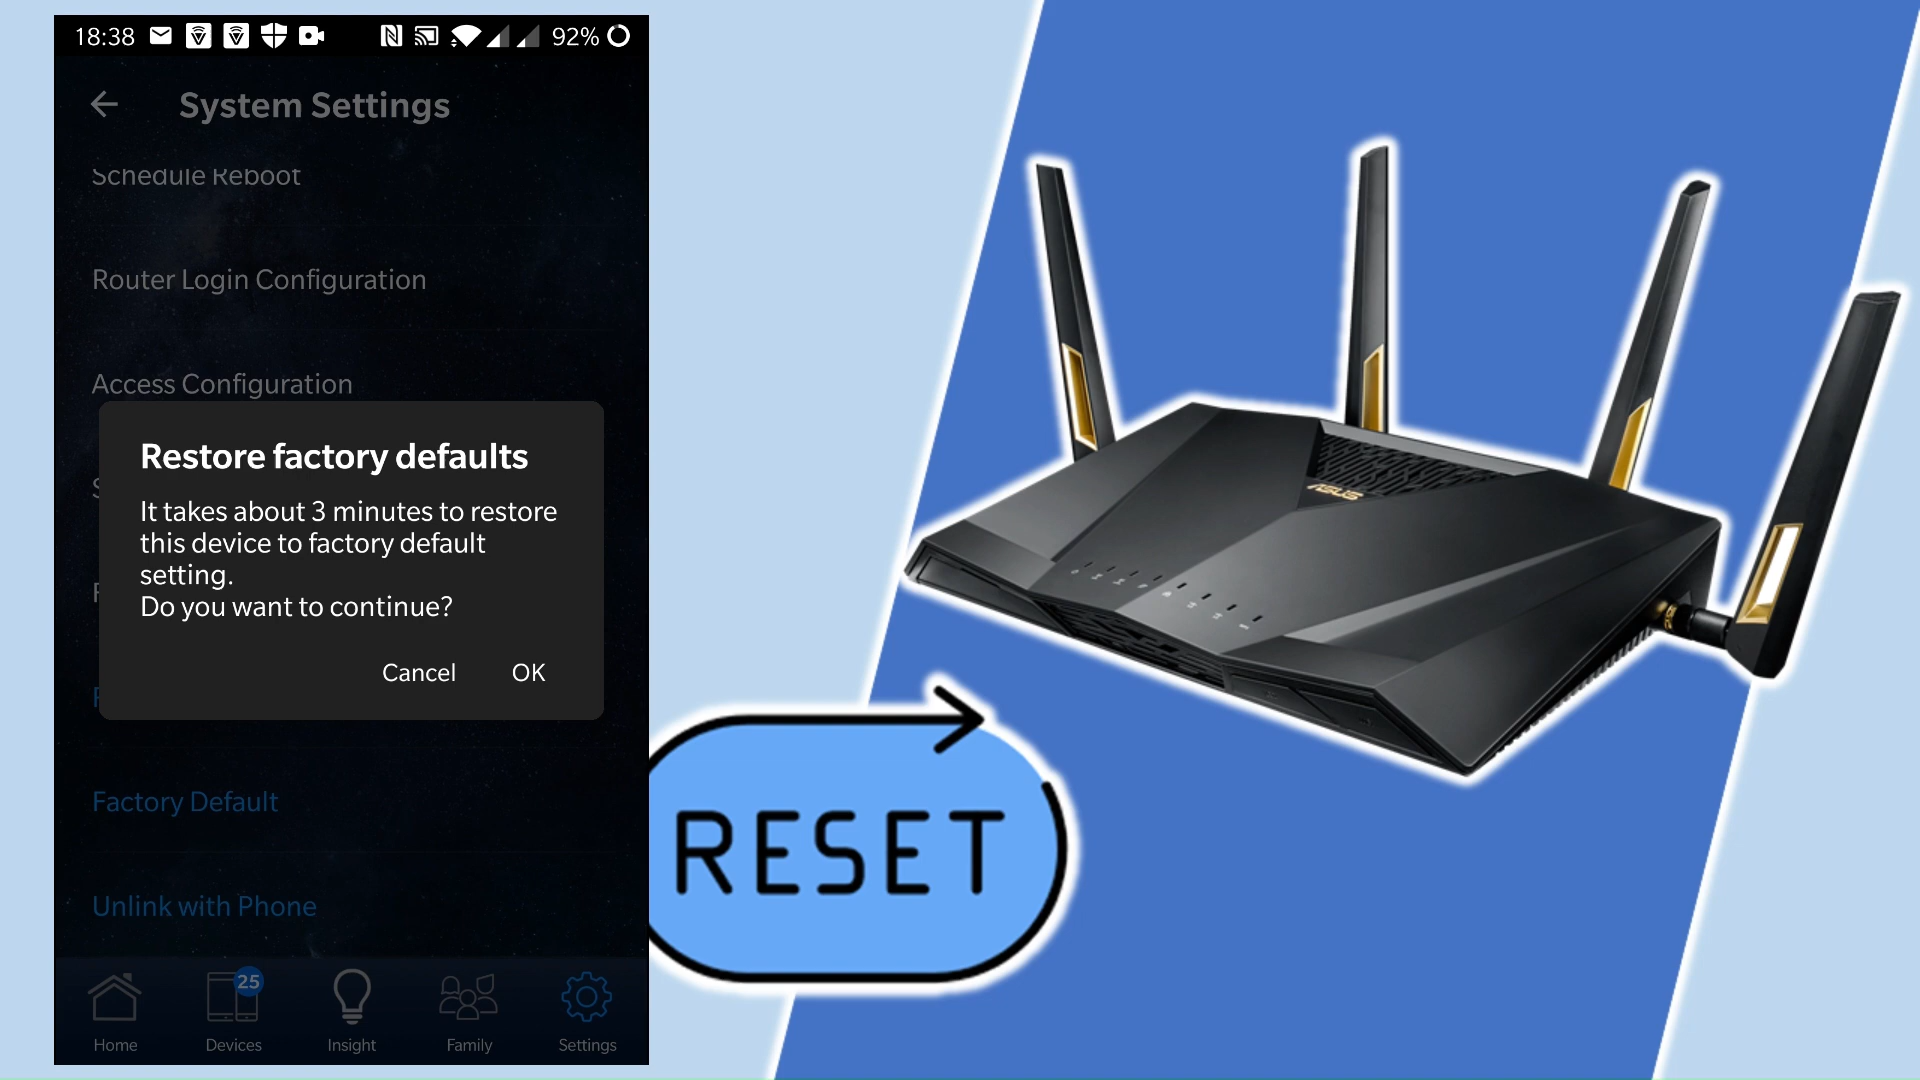 18:38
92%
System Settings
Schedule Reboot
Router Login Configuration
Access Configuration
Restore factory defaults
It takes about 3 minutes to restore
this device to factory default
setting.
Do you want to continue?
Cancel OK
Factory Default
Unlink with Phone
25
Home Devices Insight Family Settings
RESET
ASUS